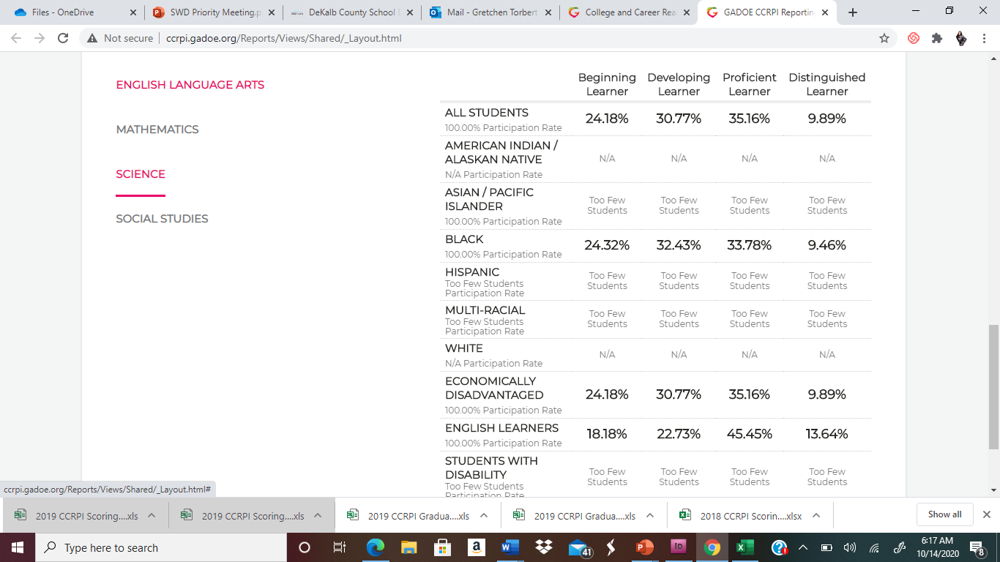 Files - OneDrive
SWD Priority Meeting.p
DeKalb County School
Mail - Gretchen Torbert
College and Career Rea
GADOE CCRPI Reportin
Not secure
ccrpi.gadoe.org/Reports/Views/Shared/_Layout.html
ENGLISH LANGUAGE ARTS
MATHEMATICS
SCIENCE
SOCIAL STUDIES
Beginning Learner Developing Learner Proficient Learner Distinguished Learner
ALL STUDENTS 24.18% 30.77% 35.16% 9.89%
100.00% Participation Rate
AMERICAN INDIAN /
ALASKAN NATIVE N/A N/A N/A N/A
N/A Participation Rate
ASIAN / PACIFIC
ISLANDER Too Few Students Too Few Students Too Few Students Too Few Students
100.00% Participation Rate
BLACK 24.32% 32.43% 33.78% 9.46%
100.00% Participation Rate
HISPANIC Too Few Students Too Few Students Too Few Students Too Few Students
Too Few Students
Participation Rate
MULTI-RACIAL Too Few Students Too Few Students Too Few Students Too Few Students
Too Few Students
Participation Rate
WHITE N/A N/A N/A N/A
N/A Participation Rate
ECONOMICALLY
DISADVANTAGED 24.18% 30.77% 35.16% 9.89%
100.00% Participation Rate
ENGLISH LEARNERS 18.18% 22.73% 45.45% 13.64%
100.00% Participation Rate
STUDENTS WITH
DISABILITY Too Few Students Too Few Students Too Few Students Too Few Students
Too Few Students
Participation Rate
ccrpi.gadoe.org/Reports/Views/Shared/_Layout.html#
2019 CCRPI Scoring....xls
2019 CCRPI Scoring....xls
2019 CCRPI Gradua....xls
2019 CCRPI Gradua....xls
2018 CCRPI Scorin....xlsx
Show all
Type here to search
41
6:17 AM
10/14/2020
8